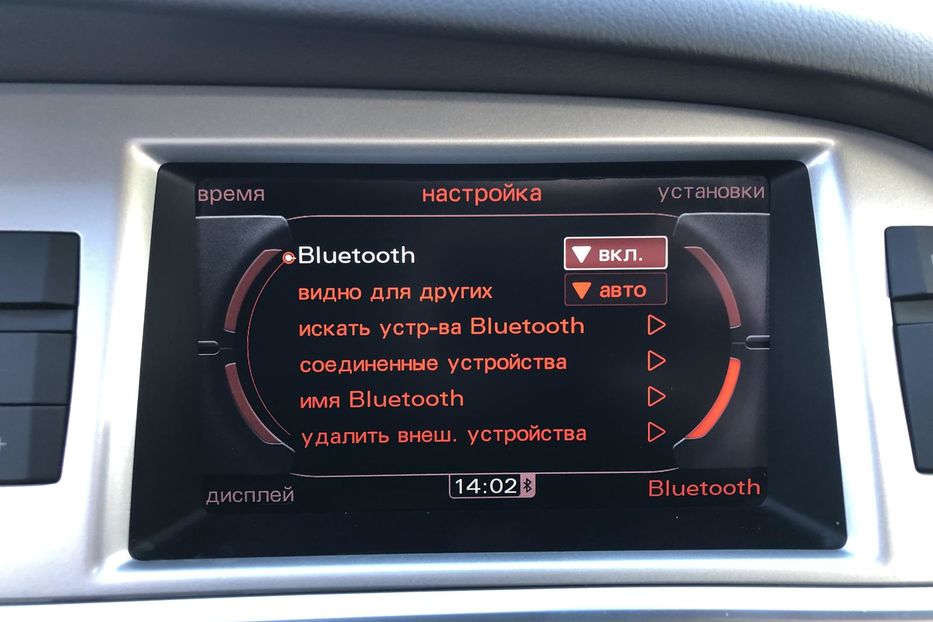 время настройка установки
Bluetooth вкл.
видно для других авто
искать устр-ва Bluetooth
соединенные устройства
имя Bluetooth
удалить внеш. устройства
дисплей 14:02 Bluetooth